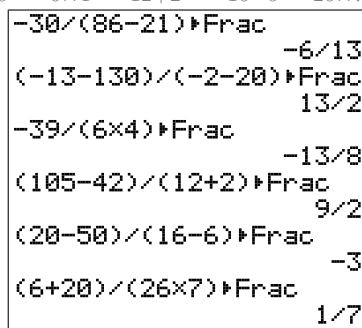 -30/(86-21)▸Frac
-6/13
(-13-130)/(-2-20)▸Frac
13/2
-39/(6×4)▸Frac
-13/8
(105-42)/(12+2)▸Frac
9/2
(20-50)/(16-6)▸Frac
-3
(6+20)/(26×7)▸Frac
1/7